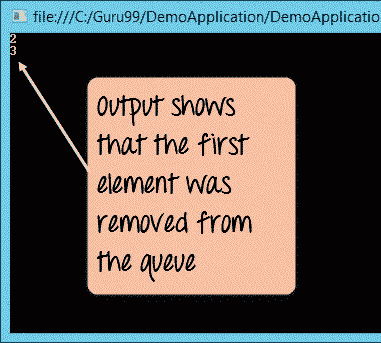 file:///C:/Guru99/DemoApplication/DemoApplicatio
2
3
Output shows
that the first
element was
removed from
the queue